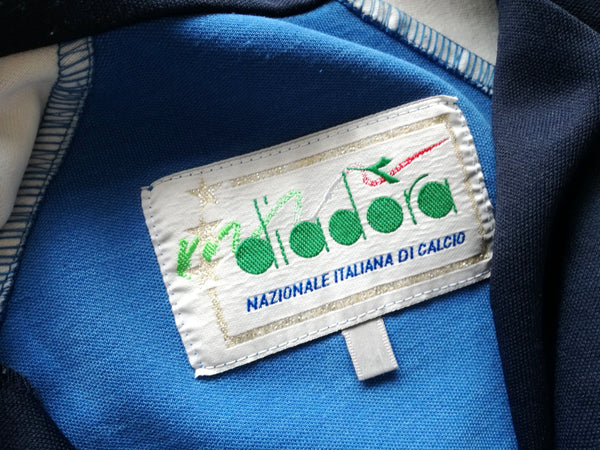 diadora
NAZIONALE ITALIANA DI CALCIO